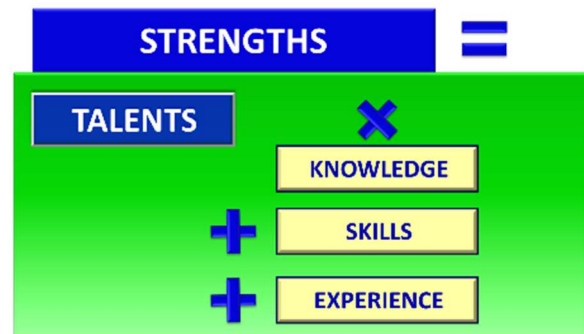 STRENGTHS =
TALENTS ×
KNOWLEDGE
+ SKILLS
+ EXPERIENCE